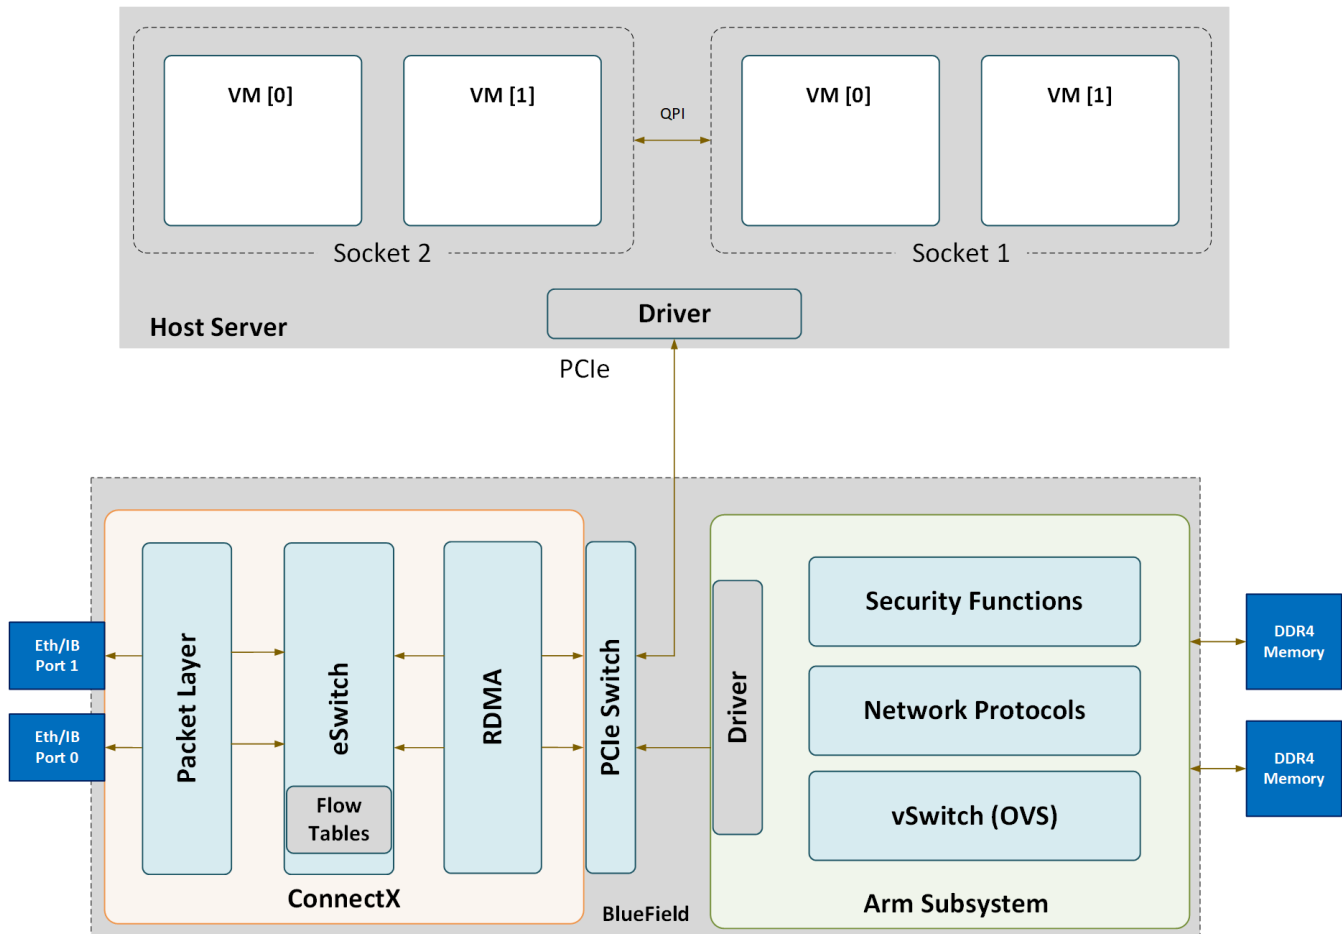 VM [0]
VM [1]
QPI
VM [0]
VM [1]
Socket 2
Socket 1
Driver
Host Server
PCIe
Eth/IB
Port 1
Eth/IB
Port 0
Packet Layer
eSwitch
Flow
Tables
RDMA
ConnectX
PCIe Switch
BlueField
Driver
Security Functions
Network Protocols
vSwitch (OVS)
Arm Subsystem
DDR4
Memory
DDR4
Memory